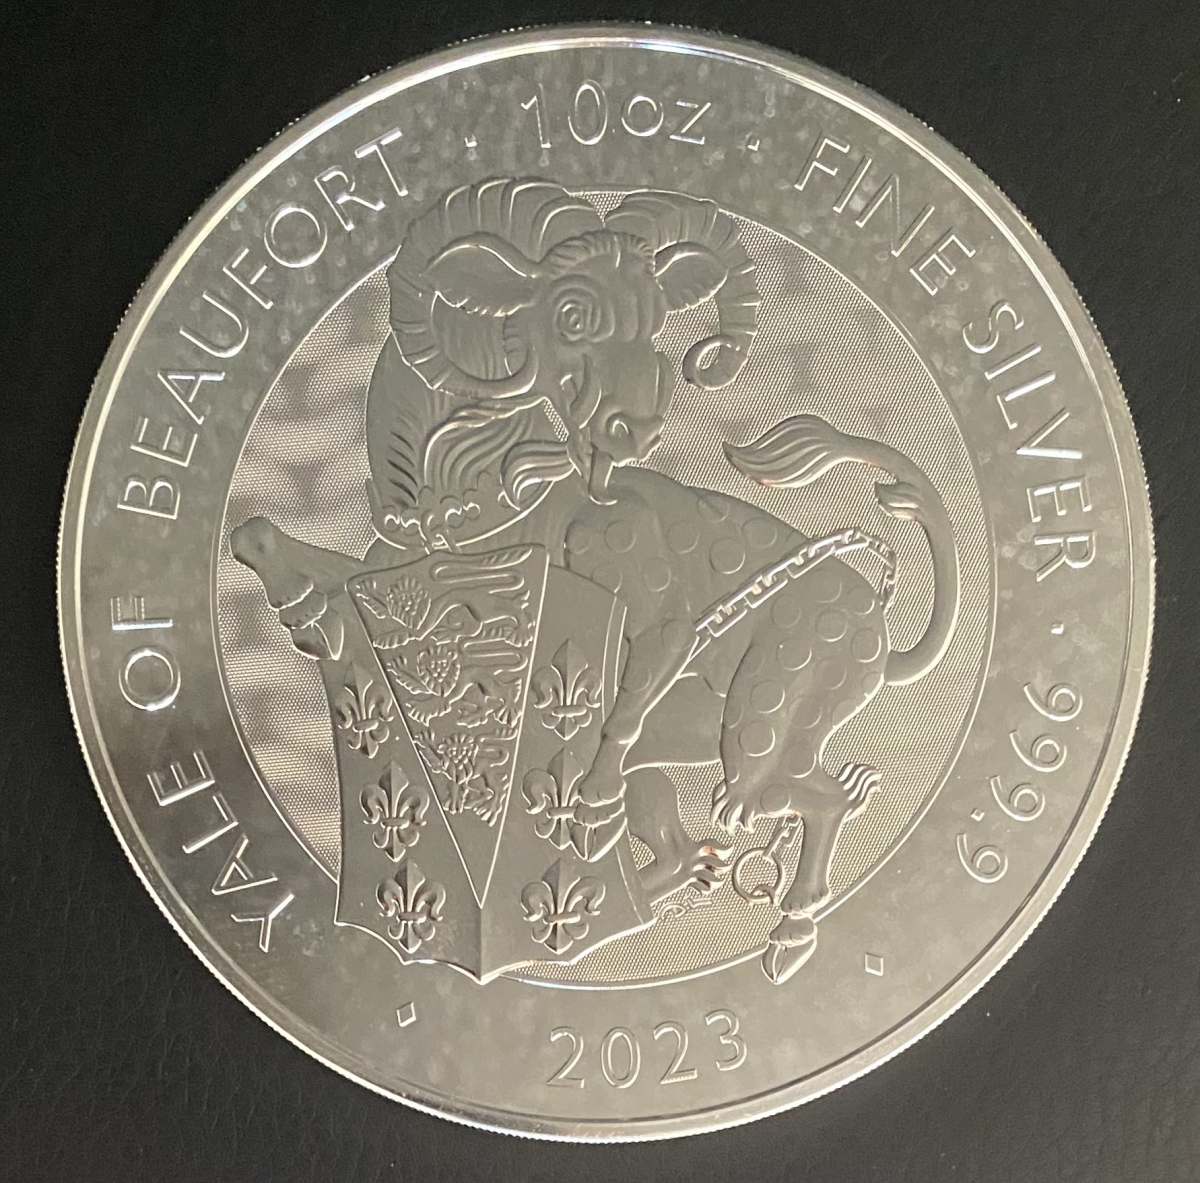 YALE OF BEAUFORT · 10oz · FINE SILVER · 999.9
2023